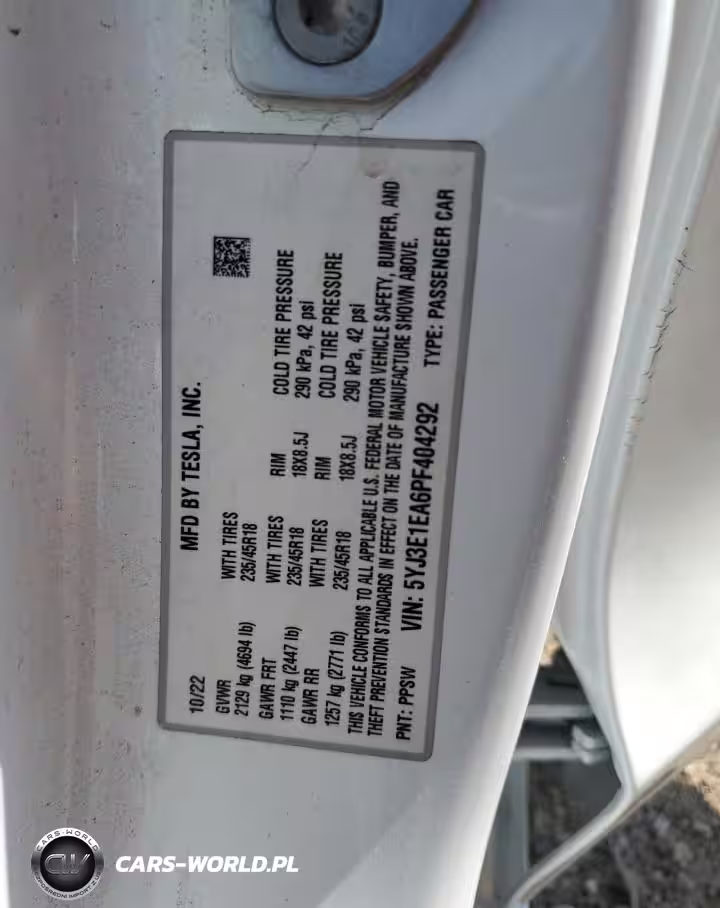 MFD BY TESLA, INC.
10/22
GVWR
2129 kg (4694 lb)
WITH TIRES
235/45R18
GAWR FRT
1110 kg (2447 lb)
WITH TIRES
235/45R18
RIM
18X8.5J
COLD TIRE PRESSURE
290 kPa, 42 psi
GAWR RR
1257 kg (2771 lb)
WITH TIRES
235/45R18
RIM
18X8.5J
COLD TIRE PRESSURE
290 kPa, 42 psi
THIS VEHICLE CONFORMS TO ALL APPLICABLE U.S. FEDERAL MOTOR VEHICLE SAFETY, BUMPER, AND
THEFT PREVENTION STANDARDS IN EFFECT ON THE DATE OF MANUFACTURE SHOWN ABOVE.
PNT: PPSW VIN: 5YJ3E1EA6PF404292 TYPE: PASSENGER CAR
CARS-WORLD
CW
CARS-WORLD.PL